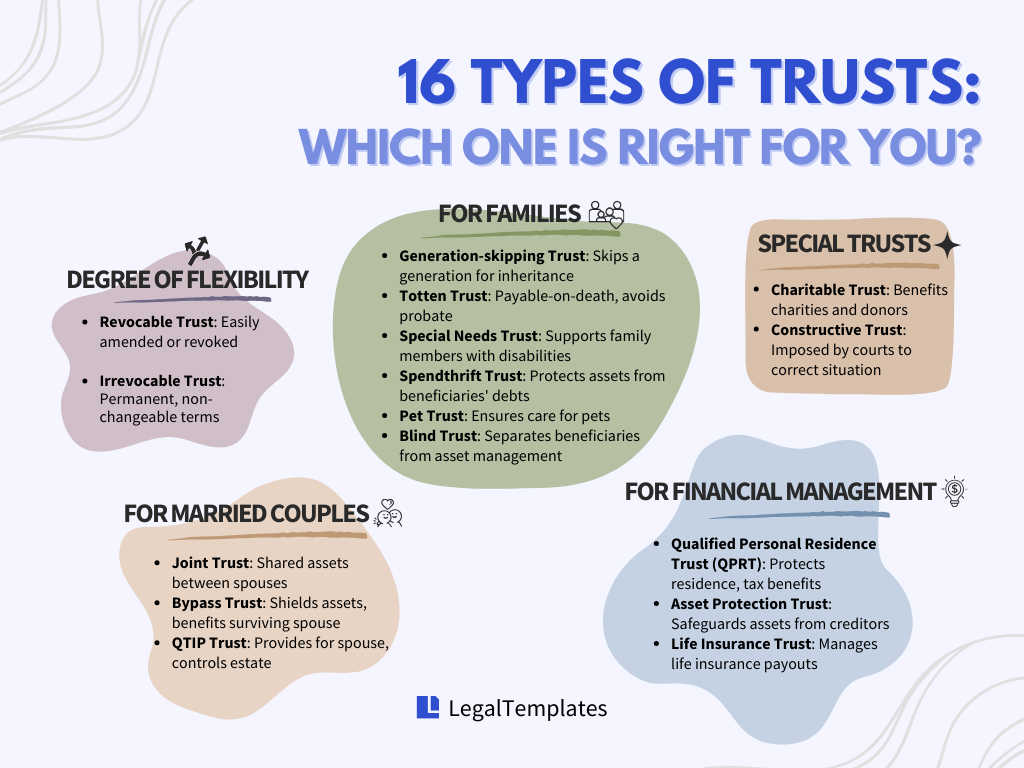 16 TYPES OF TRUSTS:
WHICH ONE IS RIGHT FOR YOU?
DEGREE OF FLEXIBILITY
• Revocable Trust: Easily
amended or revoked
• Irrevocable Trust:
Permanent, non-
changeable terms
FOR FAMILIES
• Generation-skipping Trust: Skips a
generation for inheritance
• Totten Trust: Payable-on-death, avoids
probate
• Special Needs Trust: Supports family
members with disabilities
• Spendthrift Trust: Protects assets from
beneficiaries' debts
• Pet Trust: Ensures care for pets
• Blind Trust: Separates beneficiaries
from asset management
SPECIAL TRUSTS
• Charitable Trust: Benefits
charities and donors
• Constructive Trust:
Imposed by courts to
correct situation
FOR MARRIED COUPLES
• Joint Trust: Shared assets
between spouses
• Bypass Trust: Shields assets,
benefits surviving spouse
• QTIP Trust: Provides for spouse,
controls estate
FOR FINANCIAL MANAGEMENT
$
• Qualified Personal Residence
Trust (QPRT): Protects
residence, tax benefits
• Asset Protection Trust:
Safeguards assets from creditors
• Life Insurance Trust: Manages
life insurance payouts
LegalTemplates